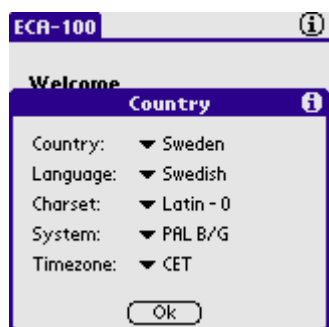 ECA-100
Welcome
Country
Country: Sweden
Language: Swedish
Charset: Latin - 0
System: PAL B/G
Timezone: CET
Ok